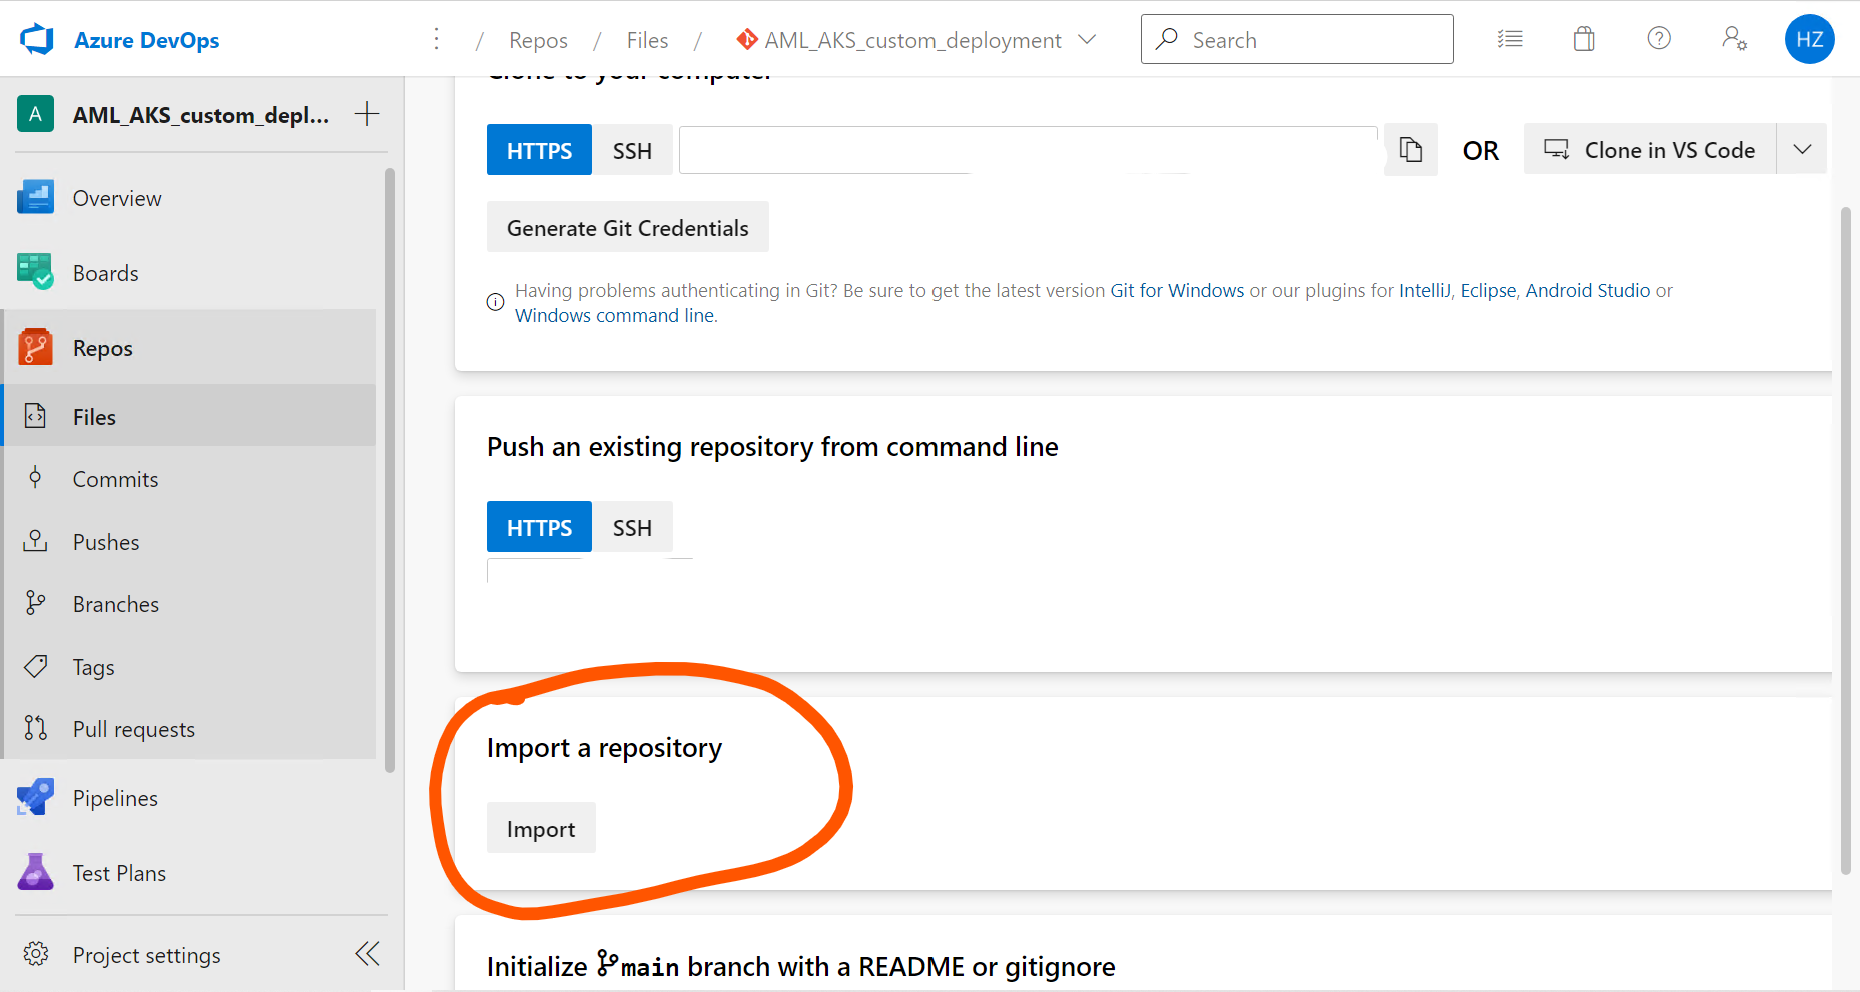 Azure DevOps
/ Repos / Files / AML_AKS_custom_deployment
Search
HZ
A AML_AKS_custom_depl...
Overview
Boards
Repos
Files
Commits
Pushes
Branches
Tags
Pull requests
Pipelines
Test Plans
Project settings
Clone to your computer
HTTPS SSH OR Clone in VS Code
Generate Git Credentials
Having problems authenticating in Git? Be sure to get the latest version Git for Windows or our plugins for IntelliJ, Eclipse, Android Studio or
Windows command line.
Push an existing repository from command line
HTTPS SSH
Import a repository
Import
Initialize main branch with a README or gitignore